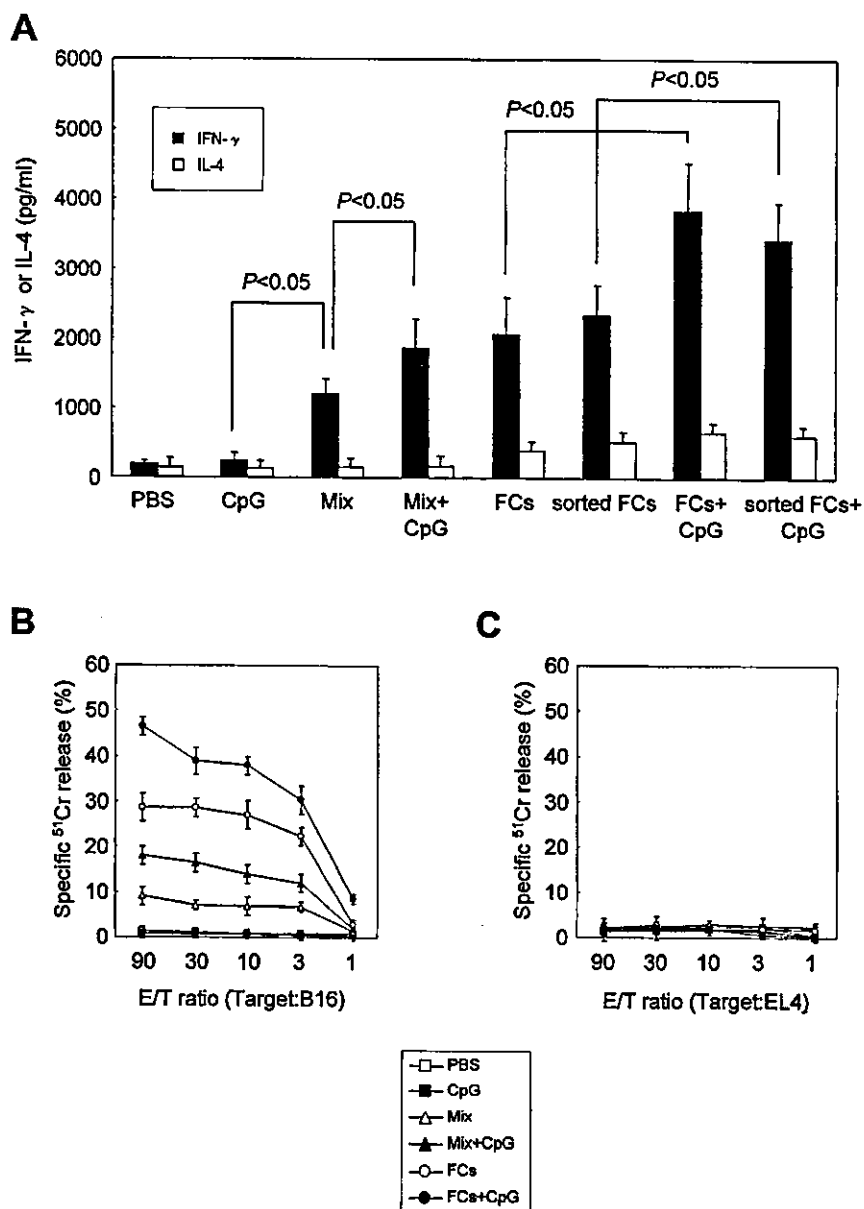 A
6000
5000
4000
3000
2000
1000
0
IFN-γ or IL-4 (pg/ml)
IFN-γ
IL-4
P<0.05
P<0.05
P<0.05
P<0.05
PBS
CpG
Mix
Mix+
CpG
FCs
sorted FCs
FCs+
CpG
sorted FCs+
CpG
B
60
50
40
30
20
10
0
Specific ⁵¹Cr release (%)
90 30 10 3 1
E/T ratio (Target:B16)
C
60
50
40
30
20
10
0
Specific ⁵¹Cr release (%)
90 30 10 3 1
E/T ratio (Target:EL4)
PBS
CpG
Mix
Mix+CpG
FCs
FCs+CpG